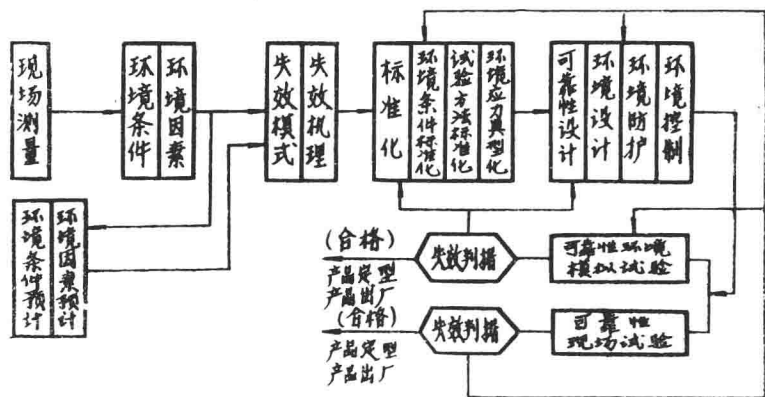 现场测量
环境条件
环境因素
失效模式
失效机理
标准化
环境条件标准化
试验方法标准化
环境应力典型化
可靠性设计
环境设计
环境防护
环境控制
环境条件预计
环境因素预计
(合格)
产品定型
产品出厂
失效判据
可靠性环境
模拟试验
(合格)
产品定型
产品出厂
失效判据
可靠性
现场试验